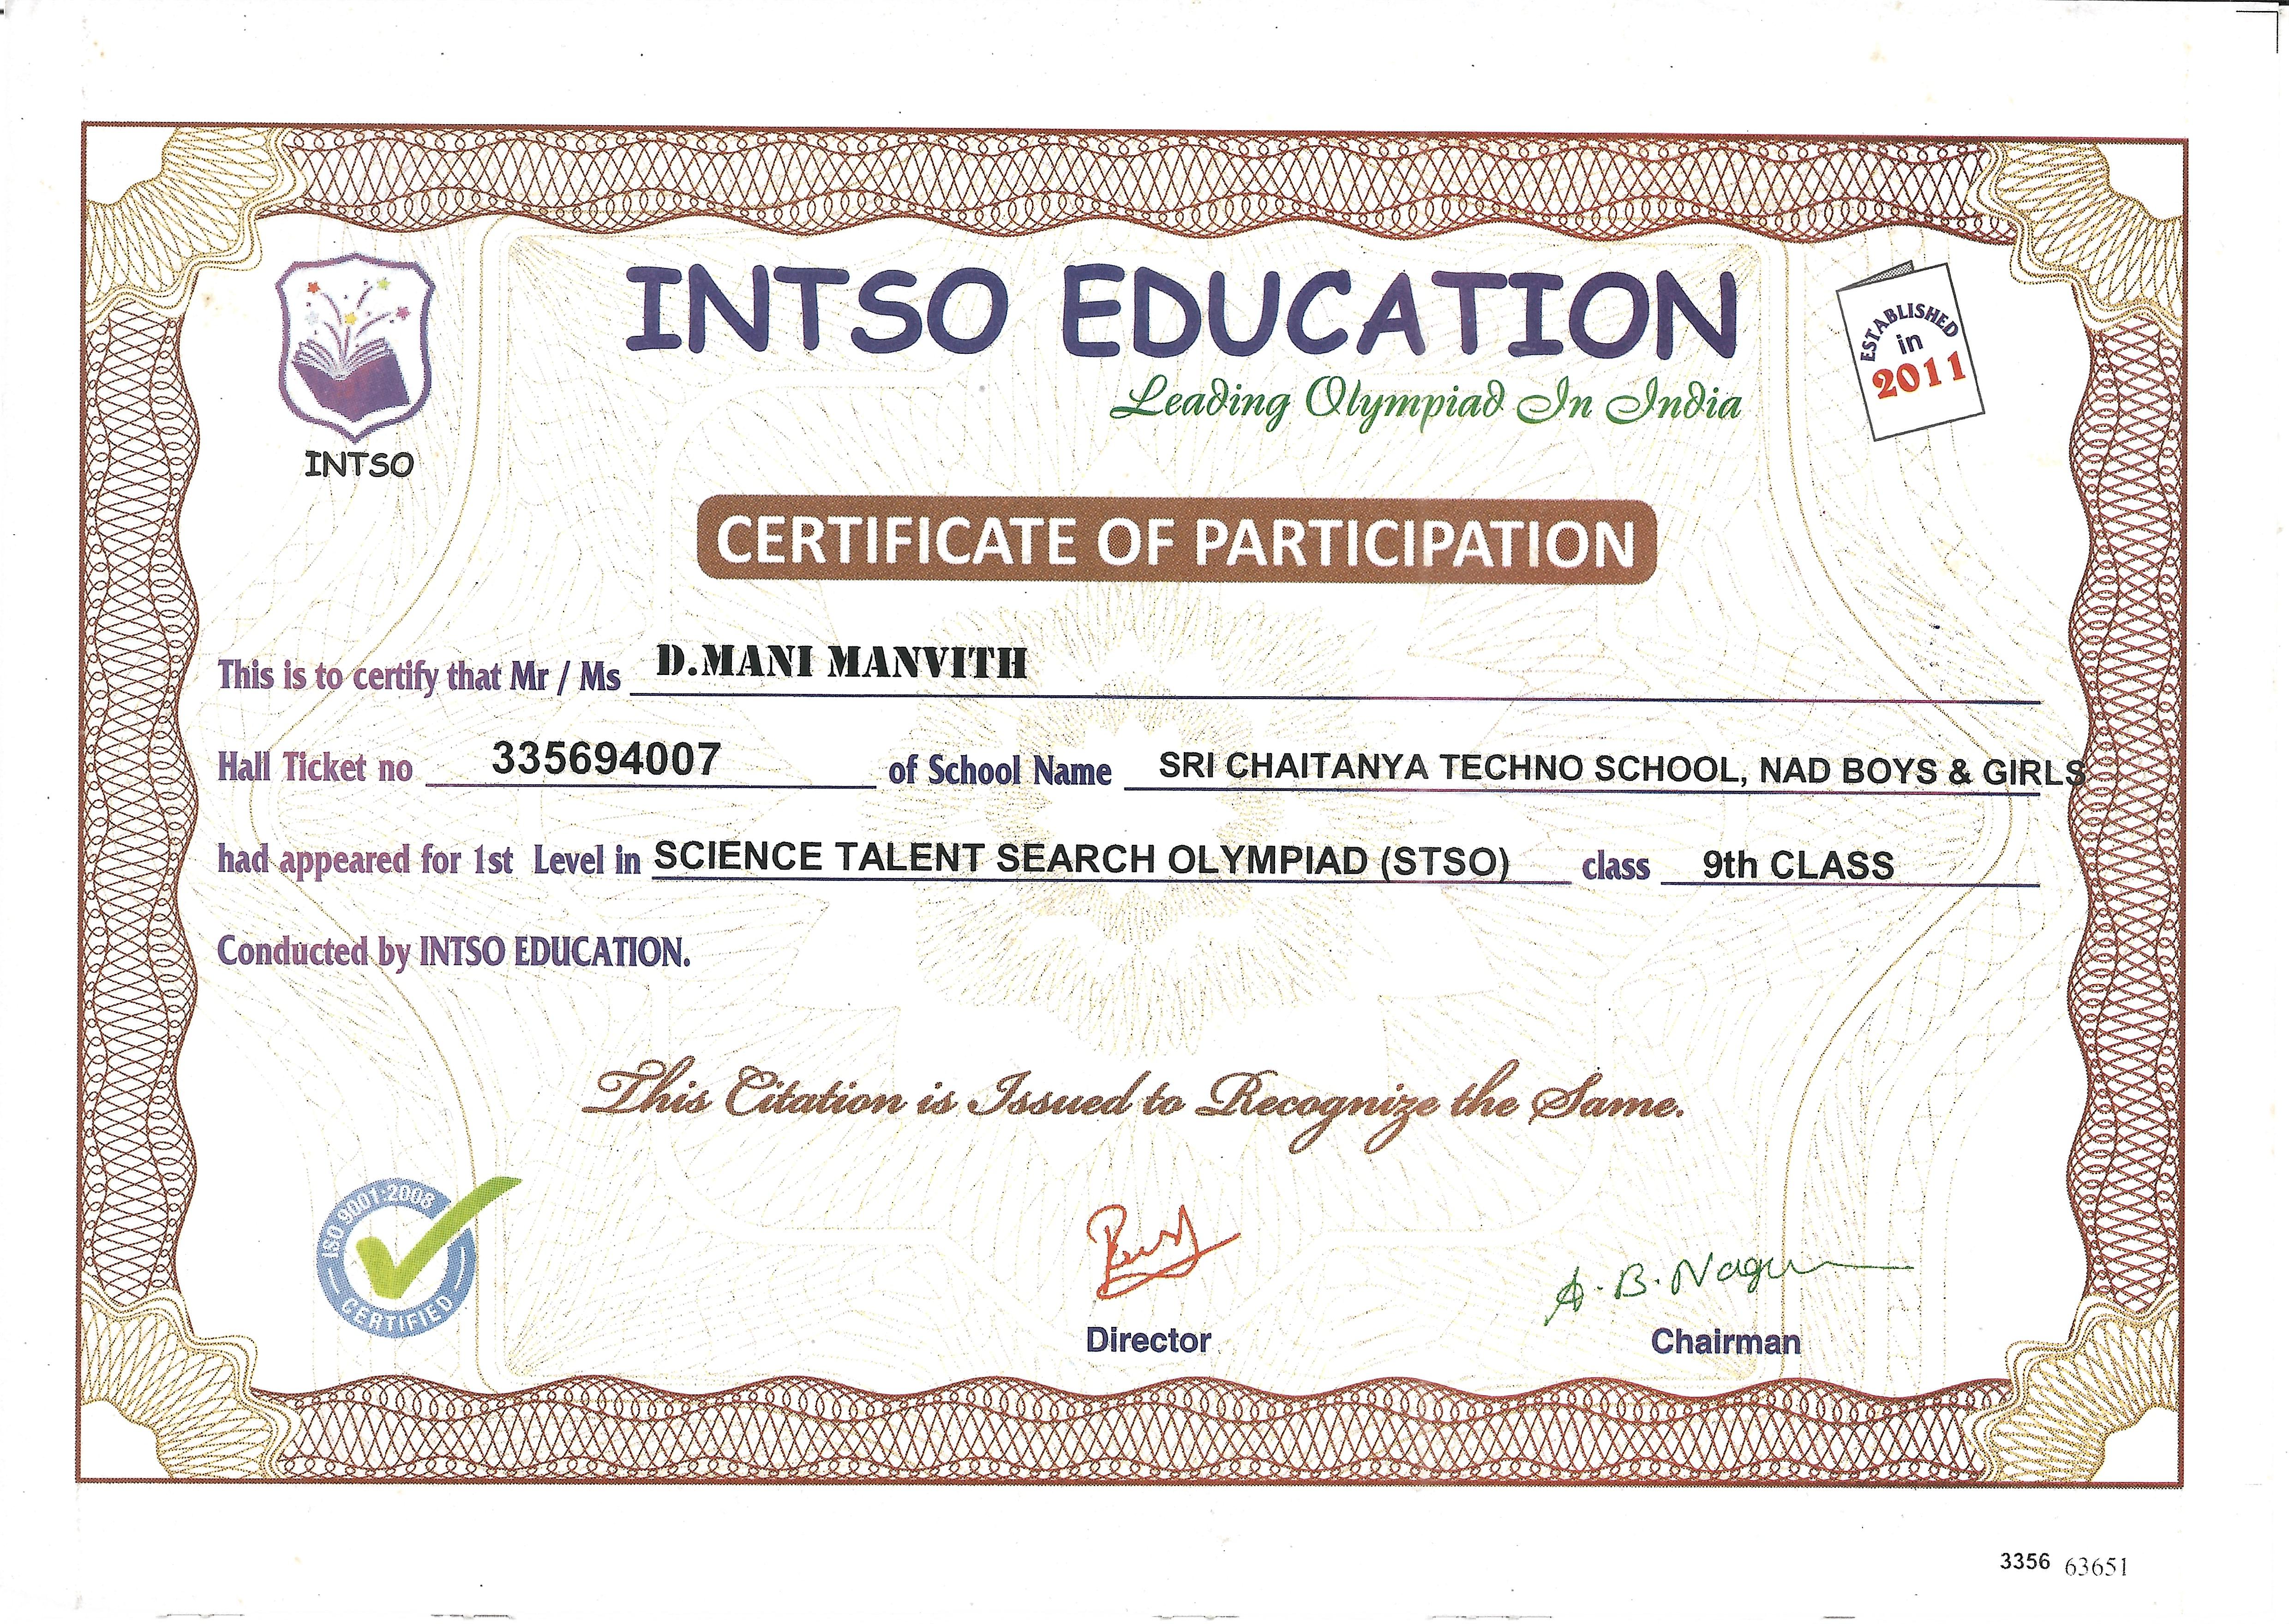 INTSO EDUCATION
Leading Olympiad In India
INTSO
ESTABLISHED
in
2011
CERTIFICATE OF PARTICIPATION
This is to certify that Mr / Ms D.MANI MANVITH
Hall Ticket no 335694007 of School Name SRI CHAITANYA TECHNO SCHOOL, NAD BOYS & GIRLS
had appeared for 1st Level in SCIENCE TALENT SEARCH OLYMPIAD (STSO) class 9th CLASS
Conducted by INTSO EDUCATION.
This Citation is Issued to Recognize the Same.
ISO 9001:2008
CERTIFIED
A. B. Nagu
Director
Chairman
3356 63651